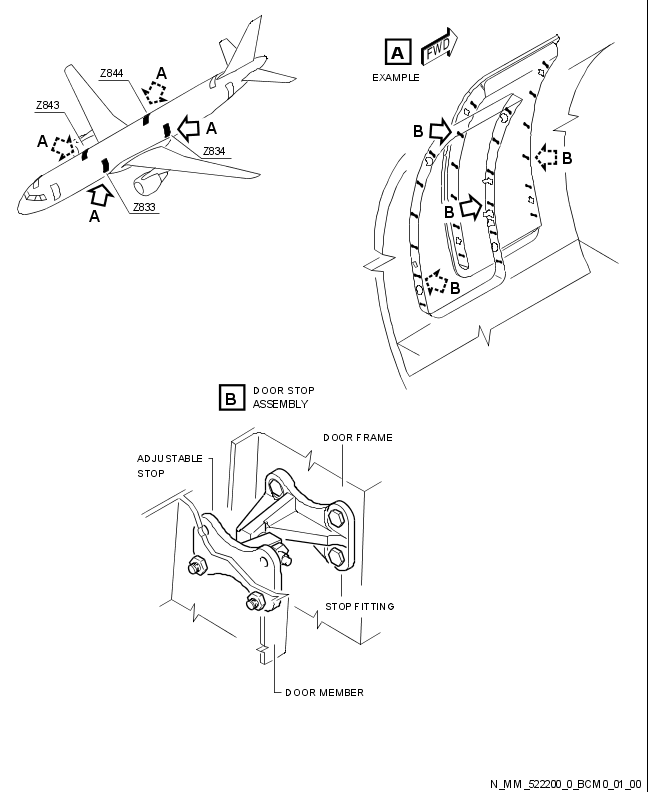 A
FWD
EXAMPLE
Z844
A
Z843
A
A
Z834
A
Z833
B
B
B
B
B
DOOR STOP
ASSEMBLY
DOOR FRAME
ADJUSTABLE
STOP
STOP FITTING
DOOR MEMBER
N_MM_522200_0_BCM0_01_00